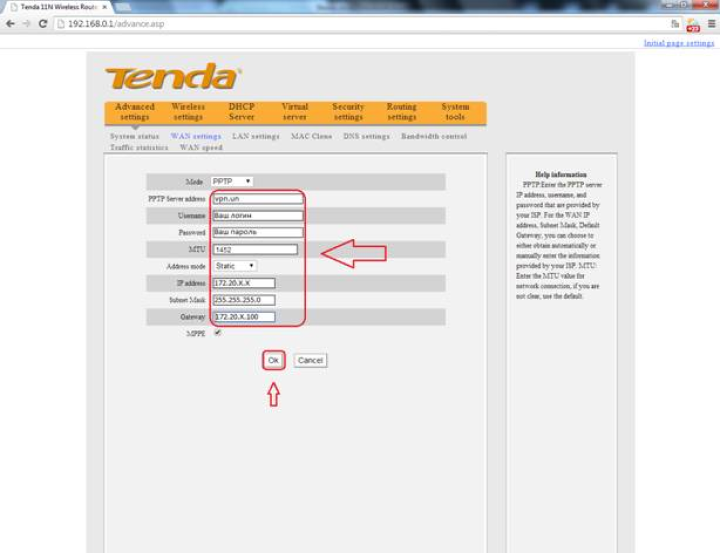 Tenda 11N Wireless Route
192.168.0.1/advance.asp
Initial page settings
Tenda
Advanced settings Wireless settings DHCP Server Virtual server Security settings Routing settings System tools
System status WAN settings LAN settings MAC Clone DNS settings Bandwidth control
Traffic statistics WAN speed
Mode PPTP
PPTP Server address vpn.un
Username Ваш логин
Password Ваш пароль
MTU 1452
Address mode Static
IP address 172.20.X.X
Subnet Mask 255.255.255.0
Gateway 172.20.X.100
MPPE
Ok Cancel
Help information
PPTP:Enter the PPTP server
IP address, username, and
password that are provided by
your ISP. For the WAN IP
address, Subnet Mask, Default
Gateway, you can choose to
either obtain automatically or
manually enter the information
provided by your ISP. MTU:
Enter the MTU value for
network connection, if you are
not clear, use the default.